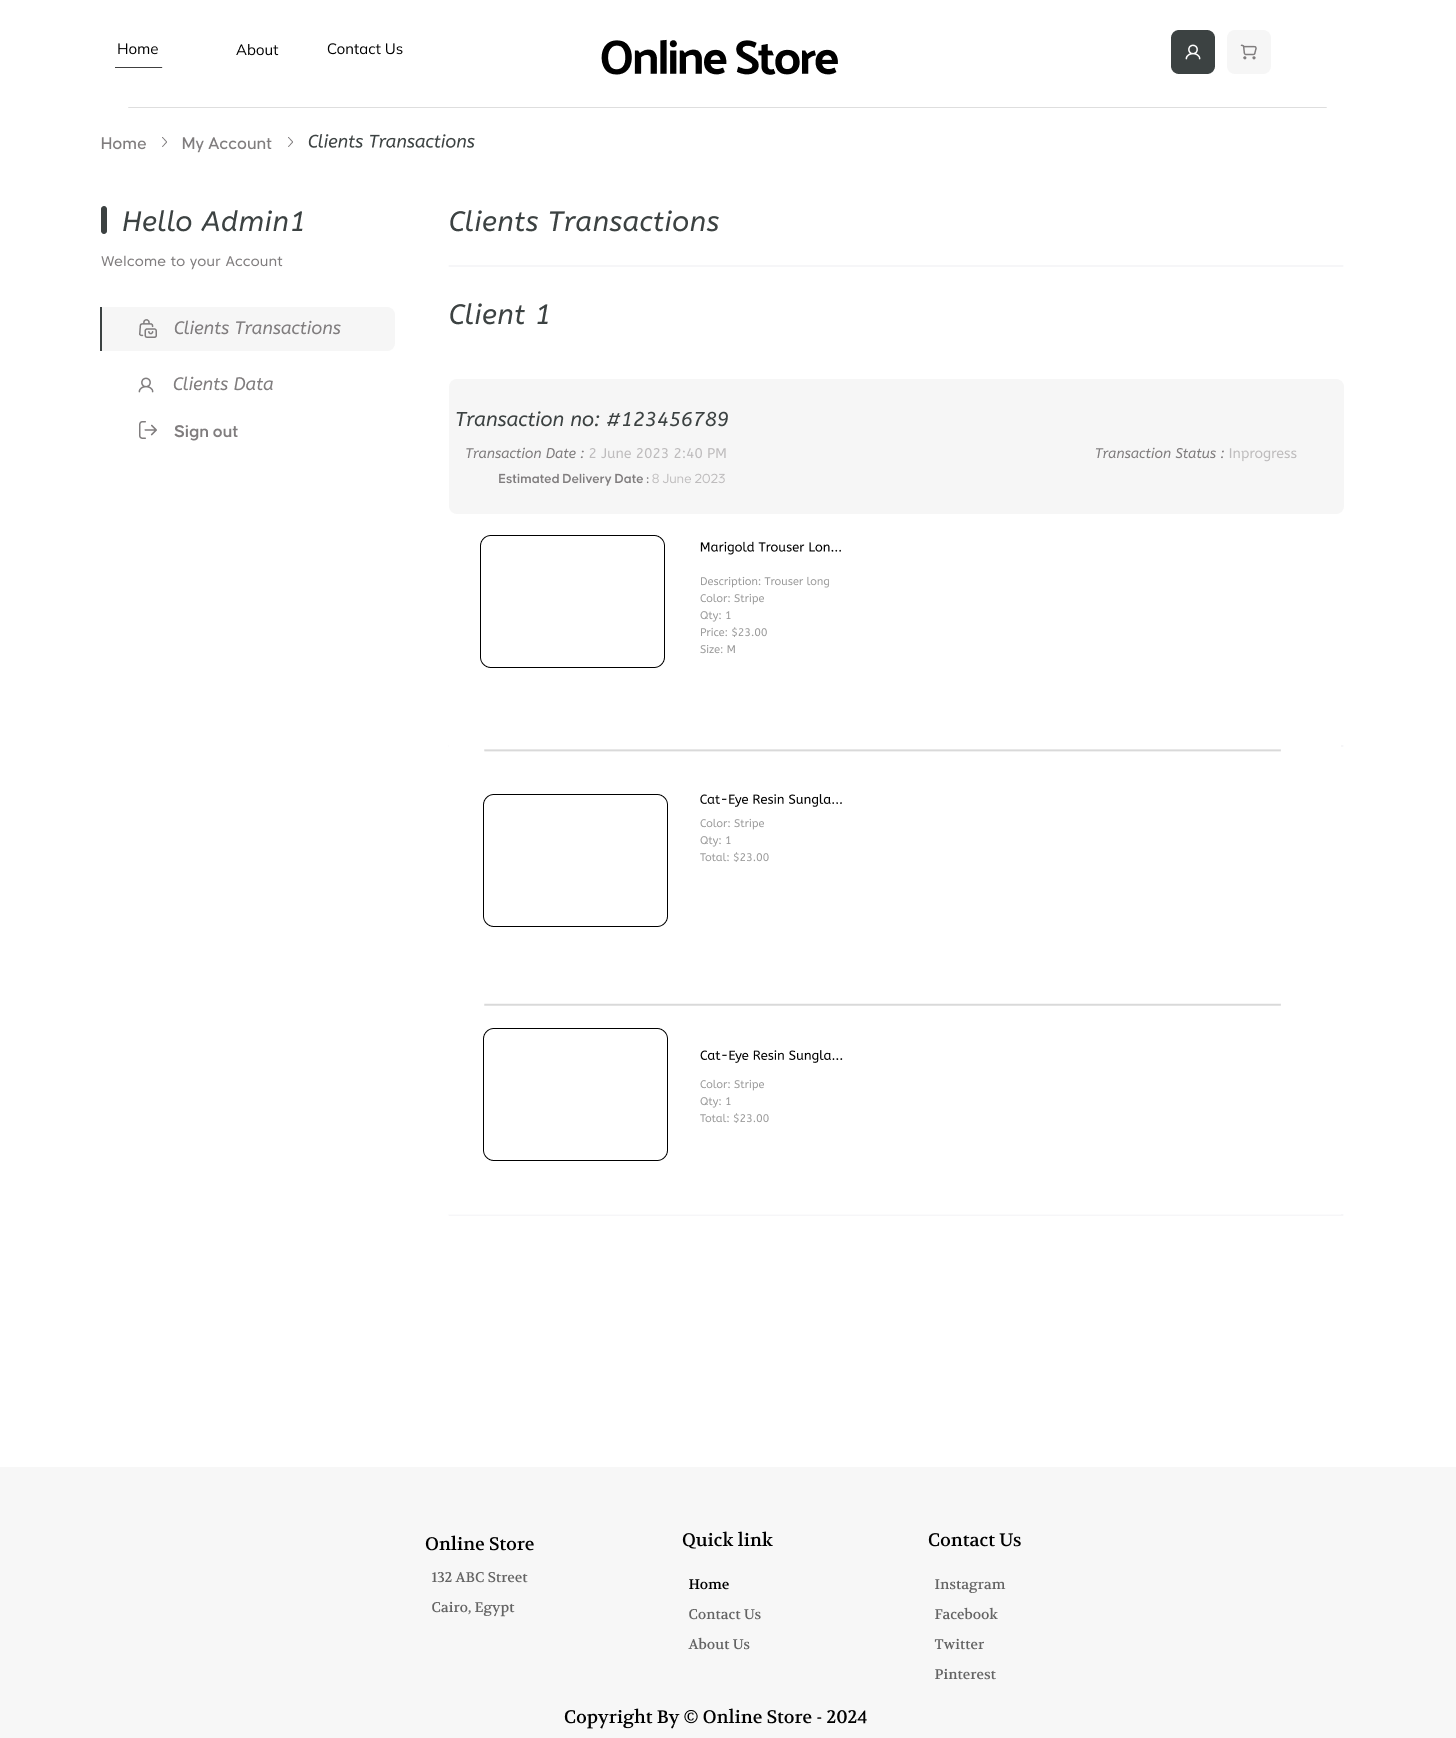 Home
About
Contact Us
Online Store
Home
My Account
Clients Transactions
Hello Admin1
Welcome to your Account
Clients Transactions
Clients Data
Sign out
Clients Transactions
Client 1
Transaction no: #123456789
Transaction Date : 2 June 2023 2:40 PM
Transaction Status : Inprogress
Estimated Delivery Date : 8 June 2023
Marigold Trouser Lon...
Description: Trouser long
Color: Stripe
Qty: 1
Price: $23.00
Size: M
Cat-Eye Resin Sungla...
Color: Stripe
Qty: 1
Total: $23.00
Cat-Eye Resin Sungla...
Color: Stripe
Qty: 1
Total: $23.00
Online Store
132 ABC Street
Cairo, Egypt
Quick link
Home
Contact Us
About Us
Contact Us
Instagram
Facebook
Twitter
Pinterest
Copyright By © Online Store - 2024